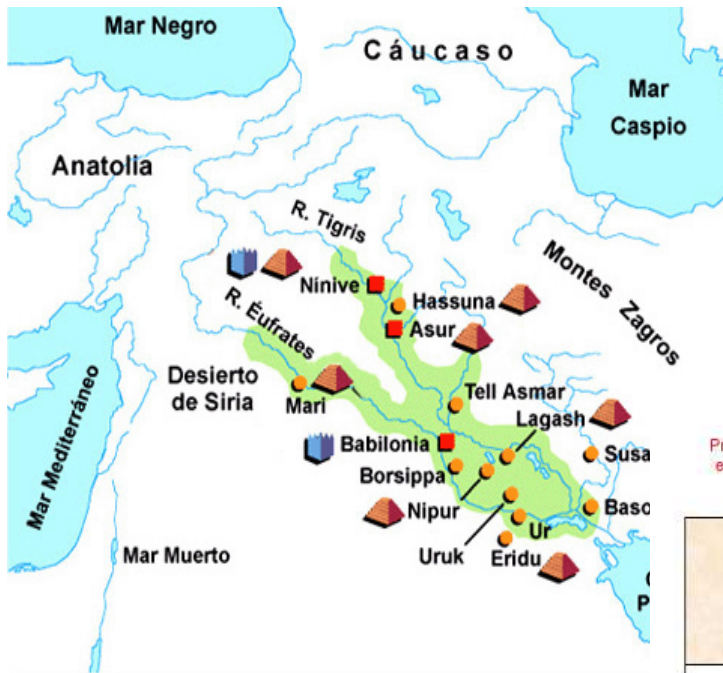 Mar Negro
Cáucaso
Mar
Caspio
Anatolia
R. Tigris
Montes Zagros
Nínive
Hassuna
R. Éufrates
Asur
Desierto
de Siria
Mari
Tell Asmar
Lagash
Mar Mediterráneo
Babilonia
Susa
Borsippa
Nipur
Baso
Ur
Uruk
Eridu
Mar Muerto
P